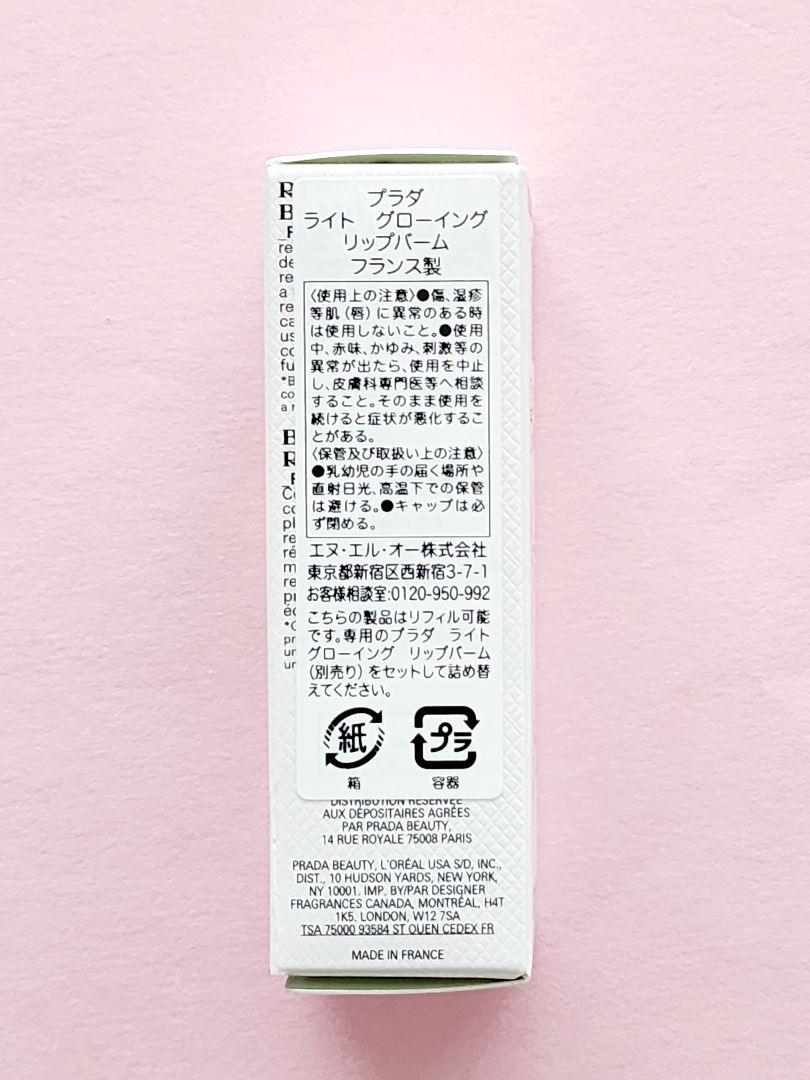 プラダ
ライト グローイング
リップバーム
フランス製
〈使用上の注意〉●傷、湿疹
等肌(唇)に異常のある時
は使用しないこと。●使用
中、赤味、かゆみ、刺激等の
異常が出たら、使用を中止
し、皮膚科専門医等へ相談
すること。そのまま使用を
続けると症状が悪化するこ
とがある。
〈保管及び取扱い上の注意〉
●乳幼児の手の届く場所や
直射日光、高温下での保管
は避ける。●キャップは必
ず閉める。
エヌ・エル・オー株式会社
東京都新宿区西新宿3-7-1
お客様相談室:0120-950-992
こちらの製品はリフィル可能
です。専用のプラダ ライト
グローイング リップバーム
(別売り)をセットして詰め替
えてください。
紙 プラ
箱 容器
DISTRIBUTION RÉSERVÉE
AUX DÉPOSITAIRES AGRÉÉS
PAR PRADA BEAUTY,
14 RUE ROYALE 75008 PARIS
PRADA BEAUTY, L'ORÉAL USA S/D, INC.,
DIST., 10 HUDSON YARDS, NEW YORK,
NY 10001. IMP. BY/PAR DESIGNER
FRAGRANCES CANADA, MONTRÉAL, H4T
1K5. LONDON, W12 7SA
TSA 75000 93584 ST OUEN CEDEX FR
MADE IN FRANCE